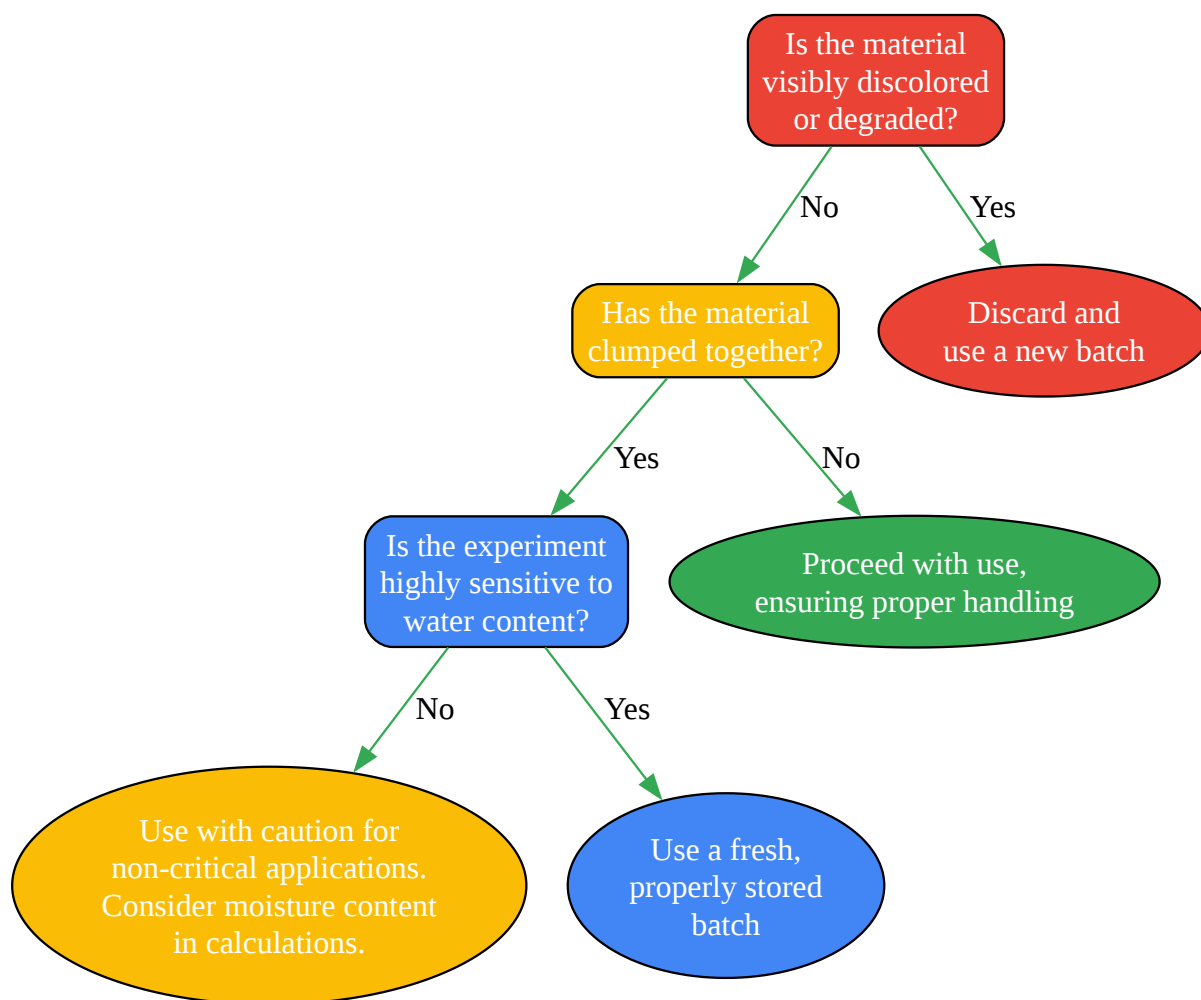 Is the material
visibly discolored
or degraded?
No
Yes
Has the material
clumped together?
Discard and
use a new batch
Yes
No
Is the experiment
highly sensitive to
water content?
Proceed with use,
ensuring proper handling
No
Yes
Use with caution for
non-critical applications.
Consider moisture content
in calculations.
Use a fresh,
properly stored
batch